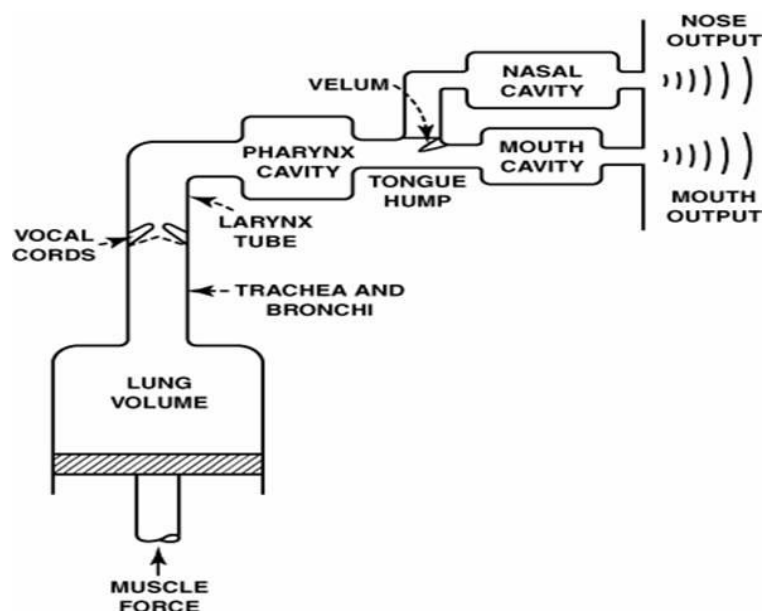 NOSE
OUTPUT
NASAL
CAVITY
VELUM
PHARYNX
CAVITY
MOUTH
CAVITY
TONGUE
HUMP
MOUTH
OUTPUT
LARYNX
TUBE
VOCAL
CORDS
TRACHEA AND
BRONCHI
LUNG
VOLUME
MUSCLE
FORCE